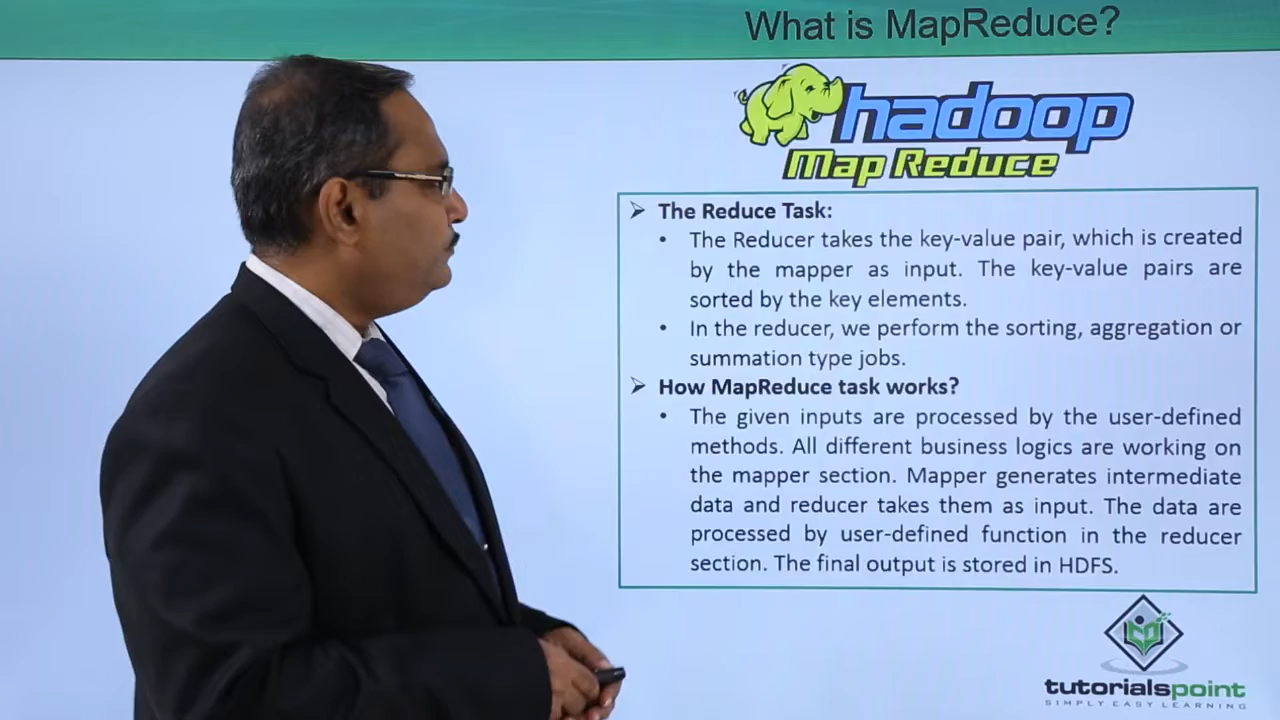 What is MapReduce?
hadoop
Map Reduce
➢ The Reduce Task:
• The Reducer takes the key-value pair, which is created
by the mapper as input. The key-value pairs are
sorted by the key elements.
• In the reducer, we perform the sorting, aggregation or
summation type jobs.
➢ How MapReduce task works?
• The given inputs are processed by the user-defined
methods. All different business logics are working on
the mapper section. Mapper generates intermediate
data and reducer takes them as input. The data are
processed by user-defined function in the reducer
section. The final output is stored in HDFS.
tutorialspoint
SIMPLY EASY LEARNING